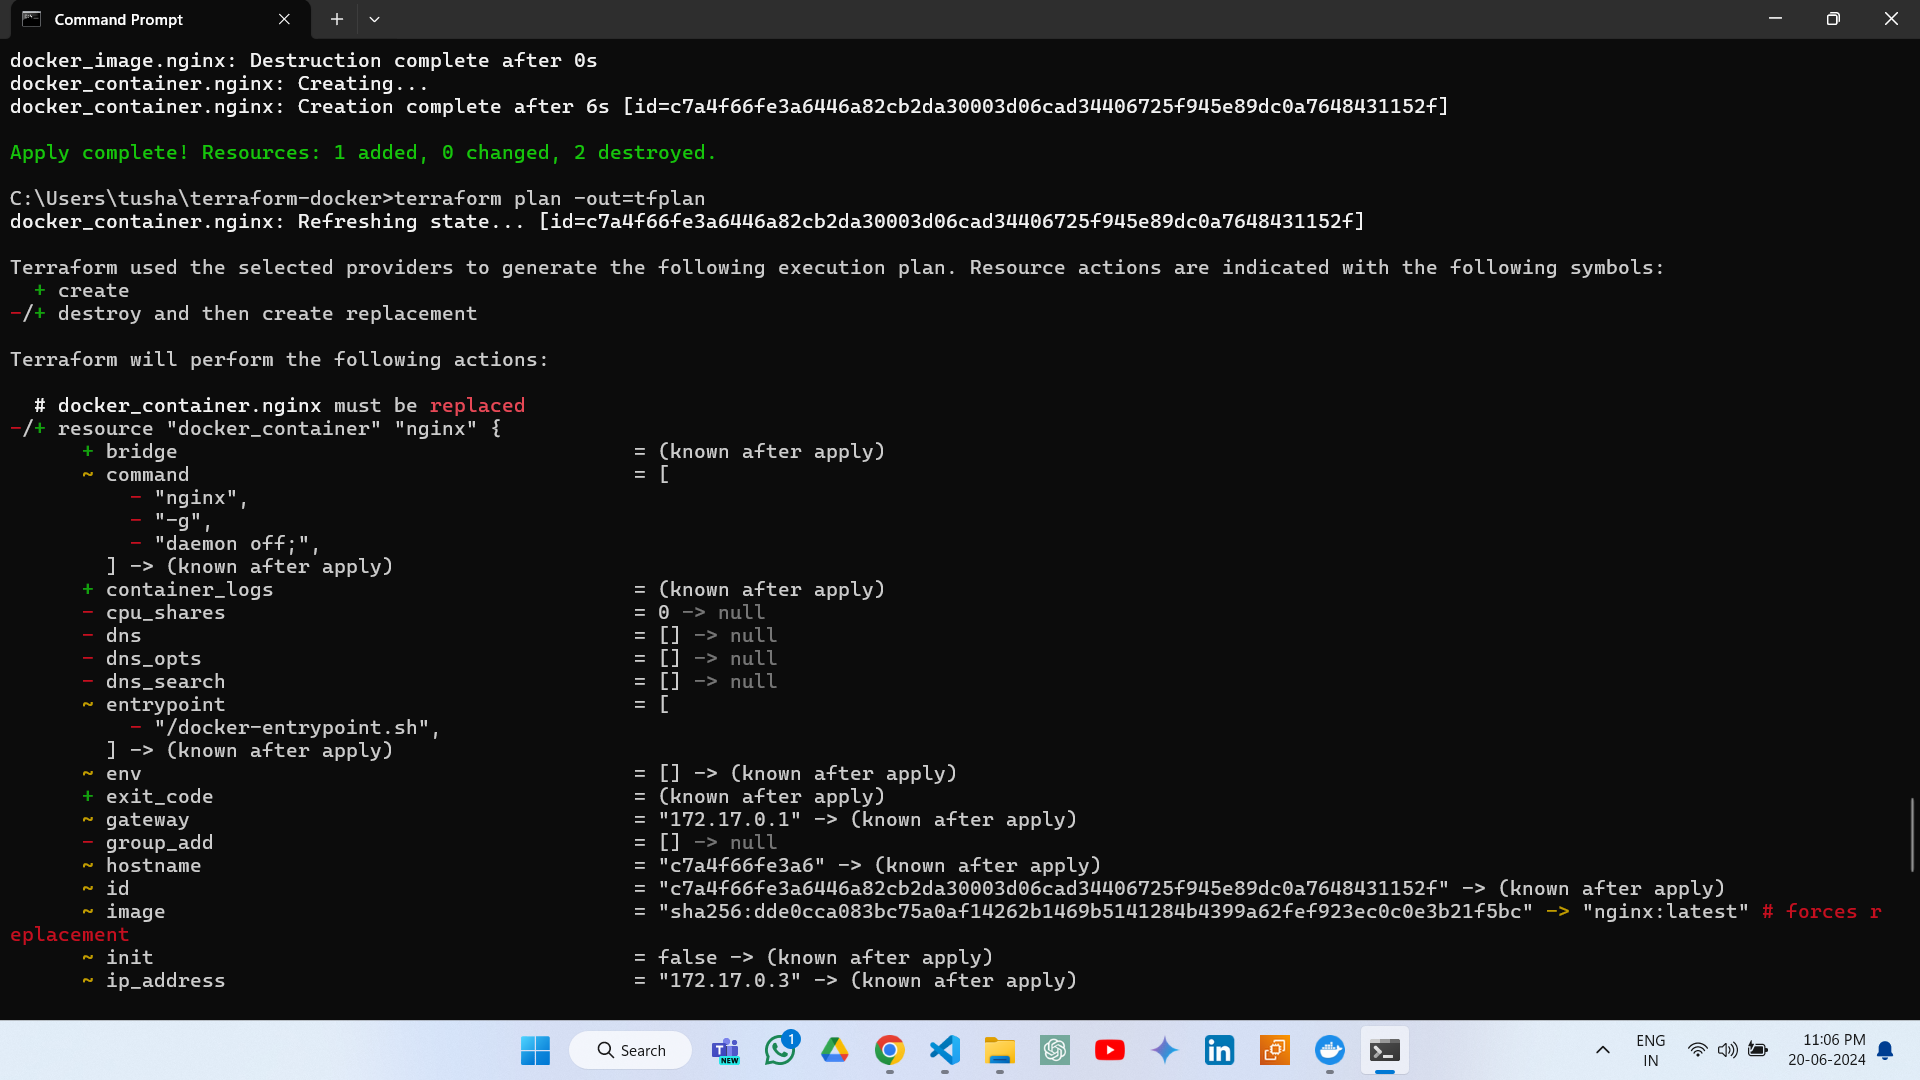 Command Prompt
docker_image.nginx: Destruction complete after 0s
docker_container.nginx: Creating...
docker_container.nginx: Creation complete after 6s [id=c7a4f66fe3a6446a82cb2da30003d06cad34406725f945e89dc0a7648431152f]
Apply complete! Resources: 1 added, 0 changed, 2 destroyed.
C:\Users\tusha\terraform-docker>terraform plan -out=tfplan
docker_container.nginx: Refreshing state... [id=c7a4f66fe3a6446a82cb2da30003d06cad34406725f945e89dc0a7648431152f]
Terraform used the selected providers to generate the following execution plan. Resource actions are indicated with the following symbols:
  + create
-/+ destroy and then create replacement
Terraform will perform the following actions:
  # docker_container.nginx must be replaced
-/+ resource "docker_container" "nginx" {
      + bridge                                      = (known after apply)
      ~ command                                     = [
          - "nginx",
          - "-g",
          - "daemon off;",
        ] -> (known after apply)
      + container_logs                              = (known after apply)
      - cpu_shares                                  = 0 -> null
      - dns                                         = [] -> null
      - dns_opts                                    = [] -> null
      - dns_search                                  = [] -> null
      ~ entrypoint                                  = [
          - "/docker-entrypoint.sh",
        ] -> (known after apply)
      ~ env                                         = [] -> (known after apply)
      + exit_code                                   = (known after apply)
      ~ gateway                                     = "172.17.0.1" -> (known after apply)
      - group_add                                   = [] -> null
      ~ hostname                                    = "c7a4f66fe3a6" -> (known after apply)
      ~ id                                          = "c7a4f66fe3a6446a82cb2da30003d06cad34406725f945e89dc0a7648431152f" -> (known after apply)
      ~ image                                       = "sha256:dde0cca083bc75a0af14262b1469b5141284b4399a62fef923ec0c0e3b21f5bc" -> "nginx:latest" # forces r
eplacement
      ~ init                                        = false -> (known after apply)
      ~ ip_address                                  = "172.17.0.3" -> (known after apply)
Search
NEW
1
ENG
IN
11:06 PM
20-06-2024